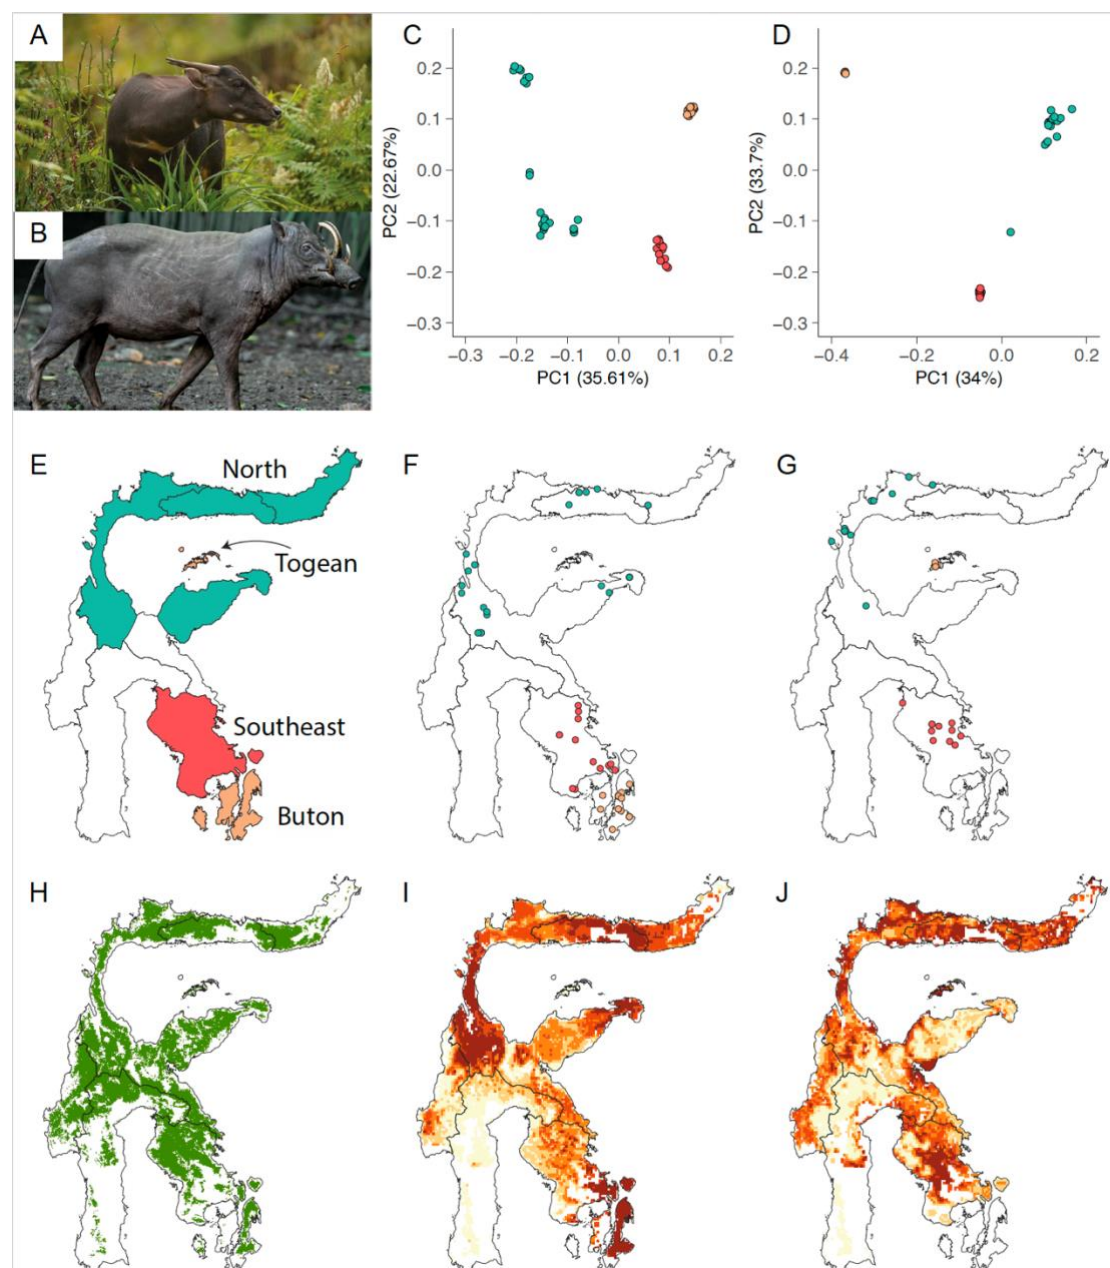 A
B
C
0.2
0.1
0.0
−0.1
−0.2
−0.3
PC2 (22.67%)
−0.3
−0.2
−0.1
0.0
0.1
0.2
PC1 (35.61%)
D
0.2
0.1
0.0
−0.1
−0.2
−0.3
PC2 (33.7%)
−0.4
−0.2
0.0
0.2
PC1 (34%)
E
North
Togean
Southeast
Buton
F
G
H
I
J